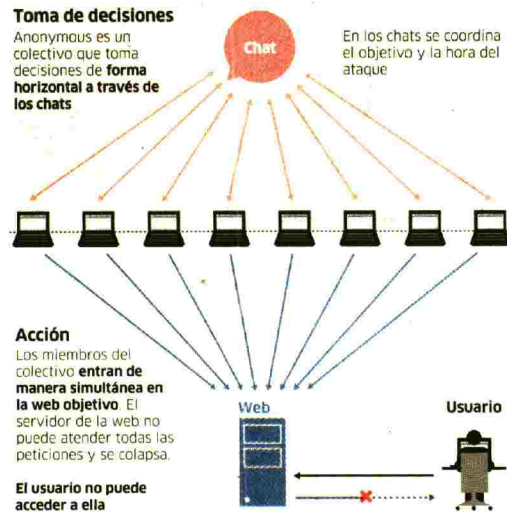 Toma de decisiones
Anonymous es un
colectivo que toma
decisiones de forma
horizontal a través de
los chats
Chat
En los chats se coordina
el objetivo y la hora del
ataque
Acción
Los miembros del
colectivo entran de
manera simultánea en
la web objetivo. El
servidor de la web no
puede atender todas las
peticiones y se colapsa.
El usuario no puede
acceder a ella
Web
Usuario